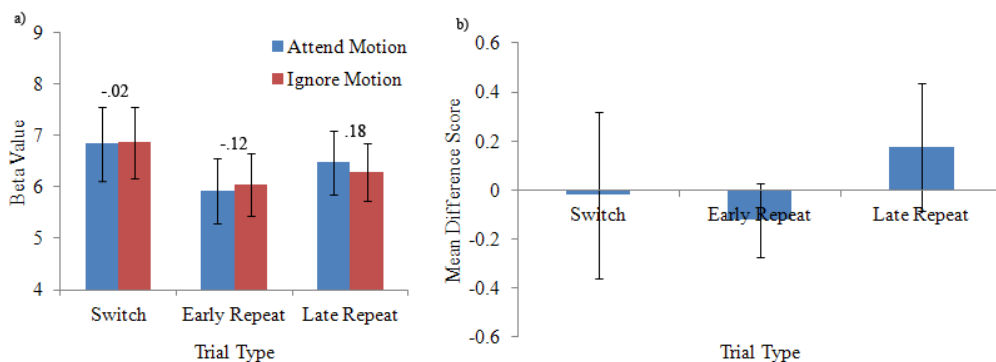 a)
9
8
7
6
5
4
Beta Value
Attend Motion
Ignore Motion
-.02
-.12
.18
Switch
Early Repeat
Late Repeat
Trial Type
b)
0.6
0.4
0.2
0
-0.2
-0.4
-0.6
Mean Difference Score
Switch
Early Repeat
Late Repeat
Trial Type